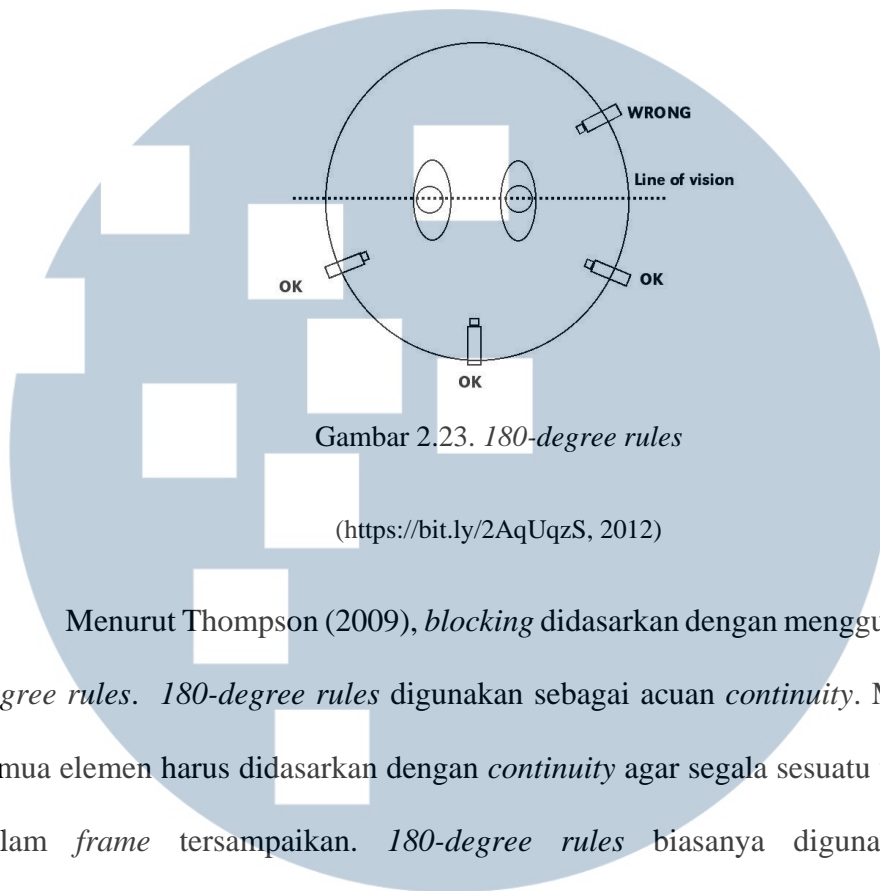 WRONG
Line of vision
OK
OK
OK
Gambar 2.23. 180-degree rules
(https://bit.ly/2AqUqzS, 2012)
Menurut Thompson (2009), blocking didasarkan dengan menggu
gree rules. 180-degree rules digunakan sebagai acuan continuity. M
mua elemen harus didasarkan dengan continuity agar segala sesuatu
lam frame tersampaikan. 180-degree rules biasanya diguna